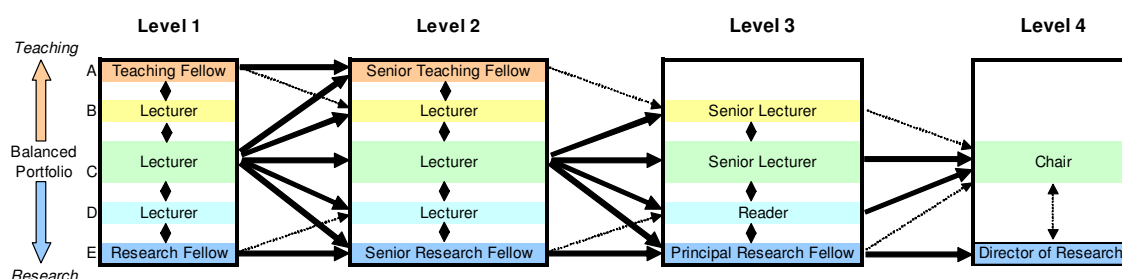 Level 1 Level 2 Level 3 Level 4
Teaching
A Teaching Fellow Senior Teaching Fellow
B Lecturer Lecturer Senior Lecturer
Balanced
Portfolio
C Lecturer Lecturer Senior Lecturer Chair
D Lecturer Lecturer Reader
E Research Fellow Senior Research Fellow Principal Research Fellow Director of Research
Research